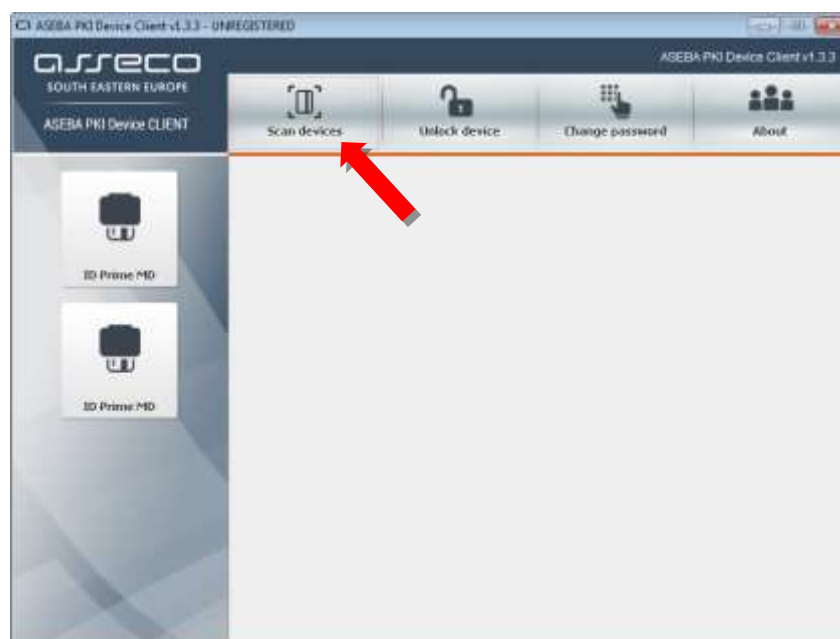 ASEBA PKI Device Client v1.3.3 - UNREGISTERED
asseco
SOUTH EASTERN EUROPE
ASEBA PKI Device CLIENT
ASEBA PKI Device Client v1.3.3
Scan devices
Unlock device
Change password
About
ID Prime MD
ID Prime MD